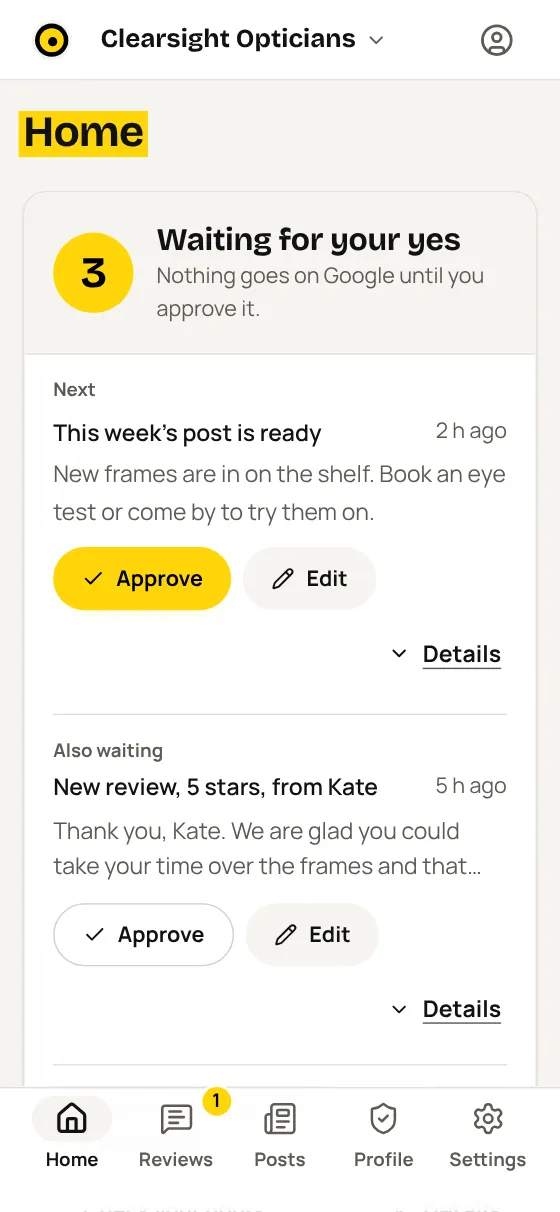 Clearsight Opticians
Home
3
Waiting for your yes
Nothing goes on Google until you
approve it.
Next
This week's post is ready
2 h ago
New frames are in on the shelf. Book an eye
test or come by to try them on.
Approve
Edit
Details
Also waiting
New review, 5 stars, from Kate
5 h ago
Thank you, Kate. We are glad you could
take your time over the frames and that...
Approve
Edit
Details
1
Home
Reviews
Posts
Profile
Settings